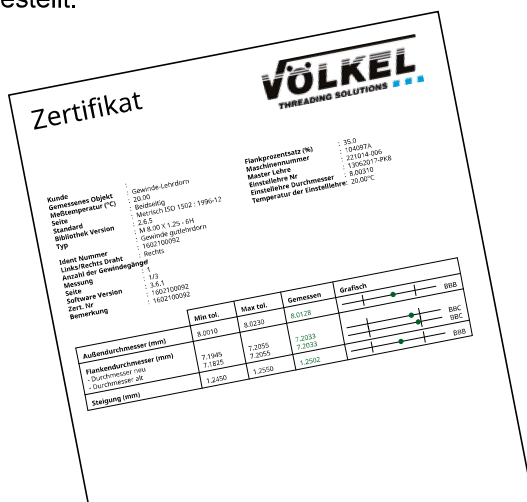 estellt.
VÖLKEL
THREADING SOLUTIONS
Zertifikat
Kunde :
Gemessenes Objekt : Gewinde-Lehrdorn
Meßtemperatur (°C) : 20.00
Seite : Beidseitig
Standard : Metrisch ISO 1502 : 1996-12
Bibliothek Version : 2.6.5
Typ : M 8.00 X 1.25 - 6H
: Gewinde gutlehrdorn
Ident Nummer : 1602100092
Links/Rechts Draht : Rechts
Anzahl der Gewindegänge :
Messung : 1
Seite : 1/3
Software Version : 3.6.1
Zert. Nr : 1602100092
Bemerkung : 1602100092
Flankprozentsatz (%) : 35.0
Maschinennummer : 104097A
Master Lehre : 221014-006
Einstellehre Nr : 13062017-PK8
Einstellehre Durchmesser : 8.00310
Temperatur der Einstelllehre : 20.00°C
Min tol. Max tol. Gemessen Grafisch
Außendurchmesser (mm) 8.0010 8.0230 8.0128 BBB
Flankendurchmesser (mm)
- Durchmesser neu 7.1945 7.2055 7.2033 BBC
- Durchmesser alt 7.1825 7.2055 7.2033 BBC
Steigung (mm) 1.2450 1.2550 1.2502 BBB